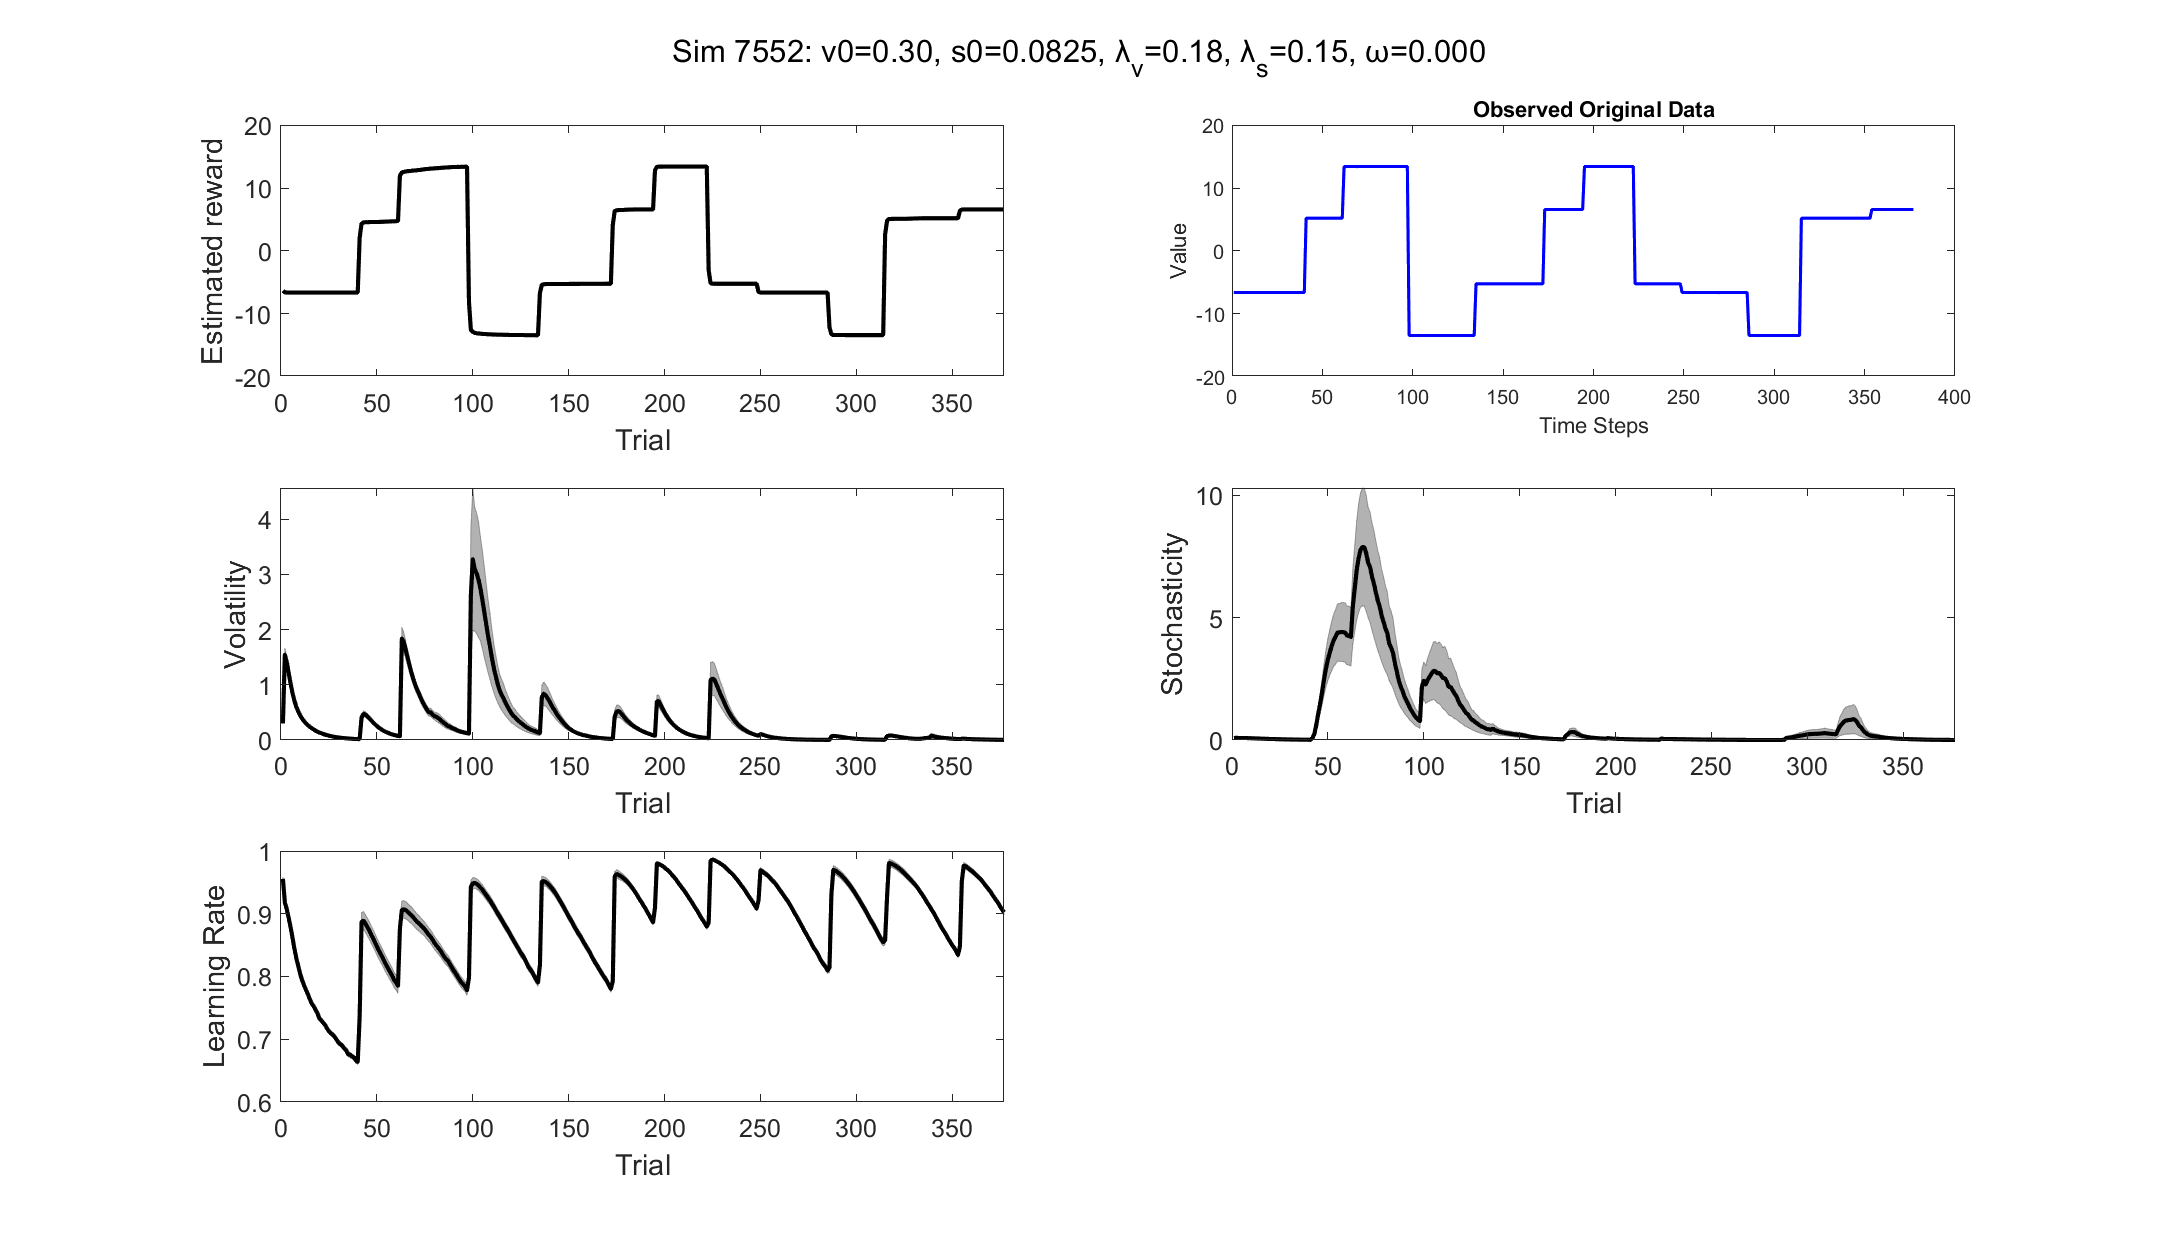 Sim 7552: v0=0.30, s0=0.0825, λ_v=0.18, λ_s=0.15, ω=0.000
Estimated reward
20
10
0
-10
-20
0 50 100 150 200 250 300 350
Trial
Observed Original Data
Value
20
10
0
-10
-20
0 50 100 150 200 250 300 350 400
Time Steps
Volatility
4
3
2
1
0
0 50 100 150 200 250 300 350
Trial
Stochasticity
10
5
0
0 50 100 150 200 250 300 350
Trial
Learning Rate
1
0.9
0.8
0.7
0.6
0 50 100 150 200 250 300 350
Trial